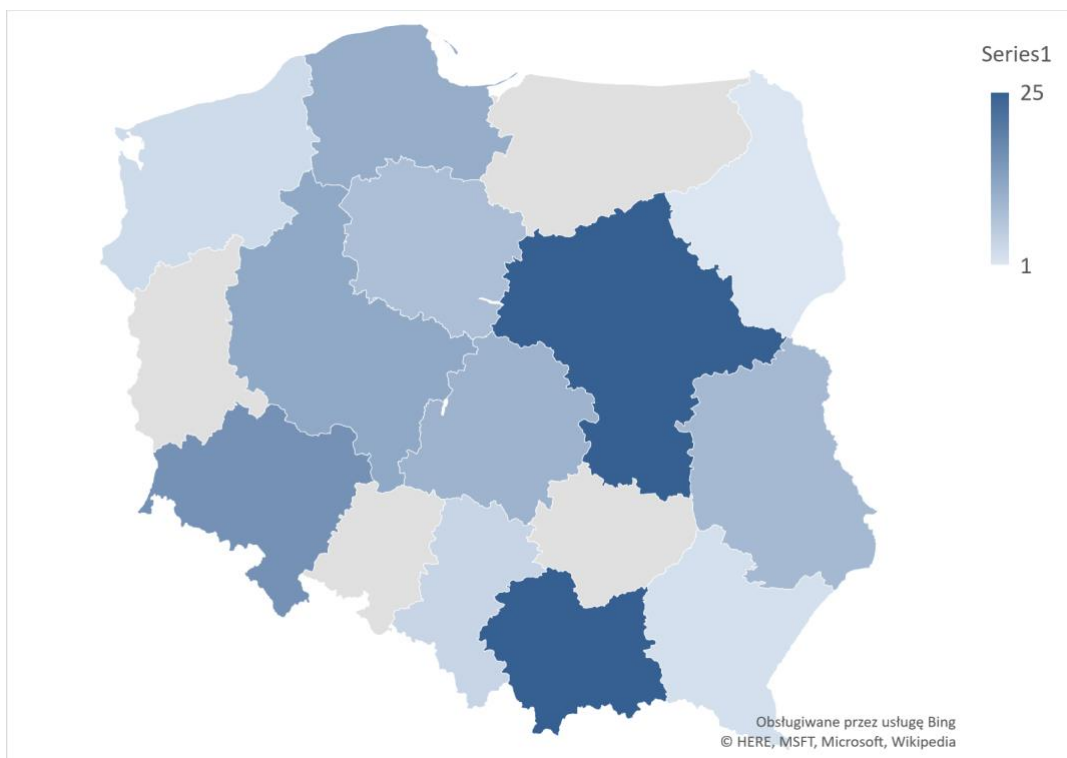 Series1
25
1
Obsługiwane przez usługę Bing
© HERE, MSFT, Microsoft, Wikipedia